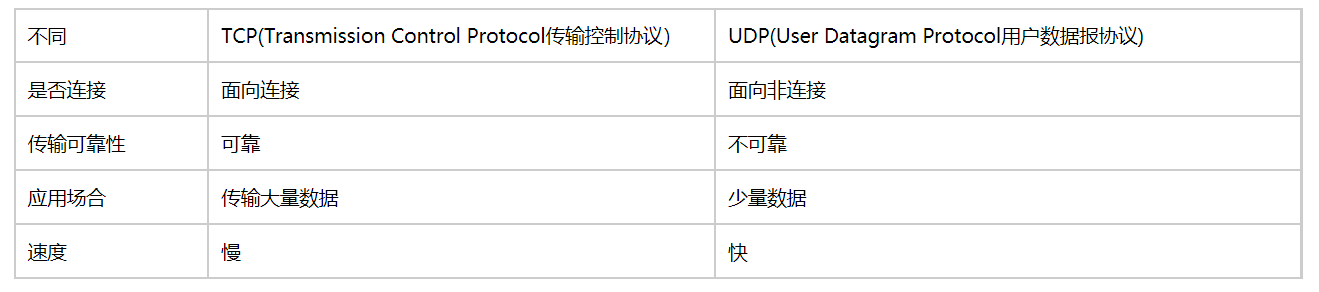 不同 TCP(Transmission Control Protocol传输控制协议) UDP(User Datagram Protocol用户数据报协议)
是否连接 面向连接 面向非连接
传输可靠性 可靠 不可靠
应用场合 传输大量数据 少量数据
速度 慢 快